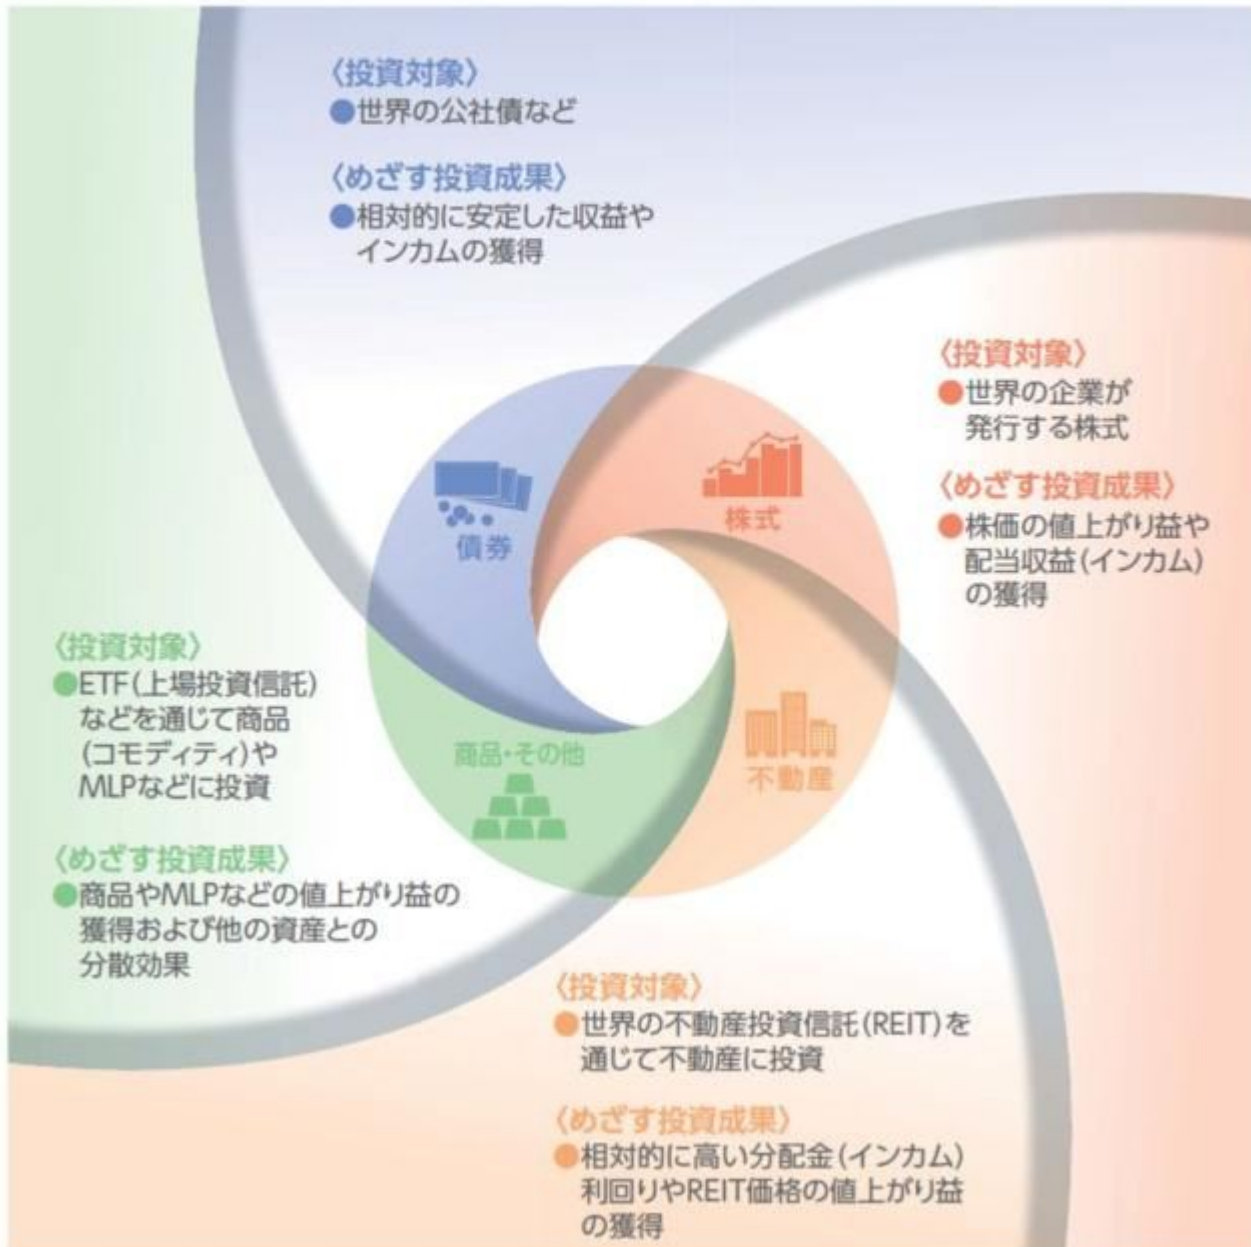 〈投資対象〉
●世界の公社債など
〈めざす投資成果〉
●相対的に安定した収益や
インカムの獲得
〈投資対象〉
●世界の企業が
発行する株式
〈めざす投資成果〉
●株価の値上がり益や
配当収益(インカム)
の獲得
債券
株式
商品・その他
不動産
〈投資対象〉
●ETF(上場投資信託)
などを通じて商品
(コモディティ)や
MLPなどに投資
〈めざす投資成果〉
●商品やMLPなどの値上がり益の
獲得および他の資産との
分散効果
〈投資対象〉
●世界の不動産投資信託(REIT)を
通じて不動産に投資
〈めざす投資成果〉
●相対的に高い分配金(インカム)
利回りやREIT価格の値上がり益
の獲得